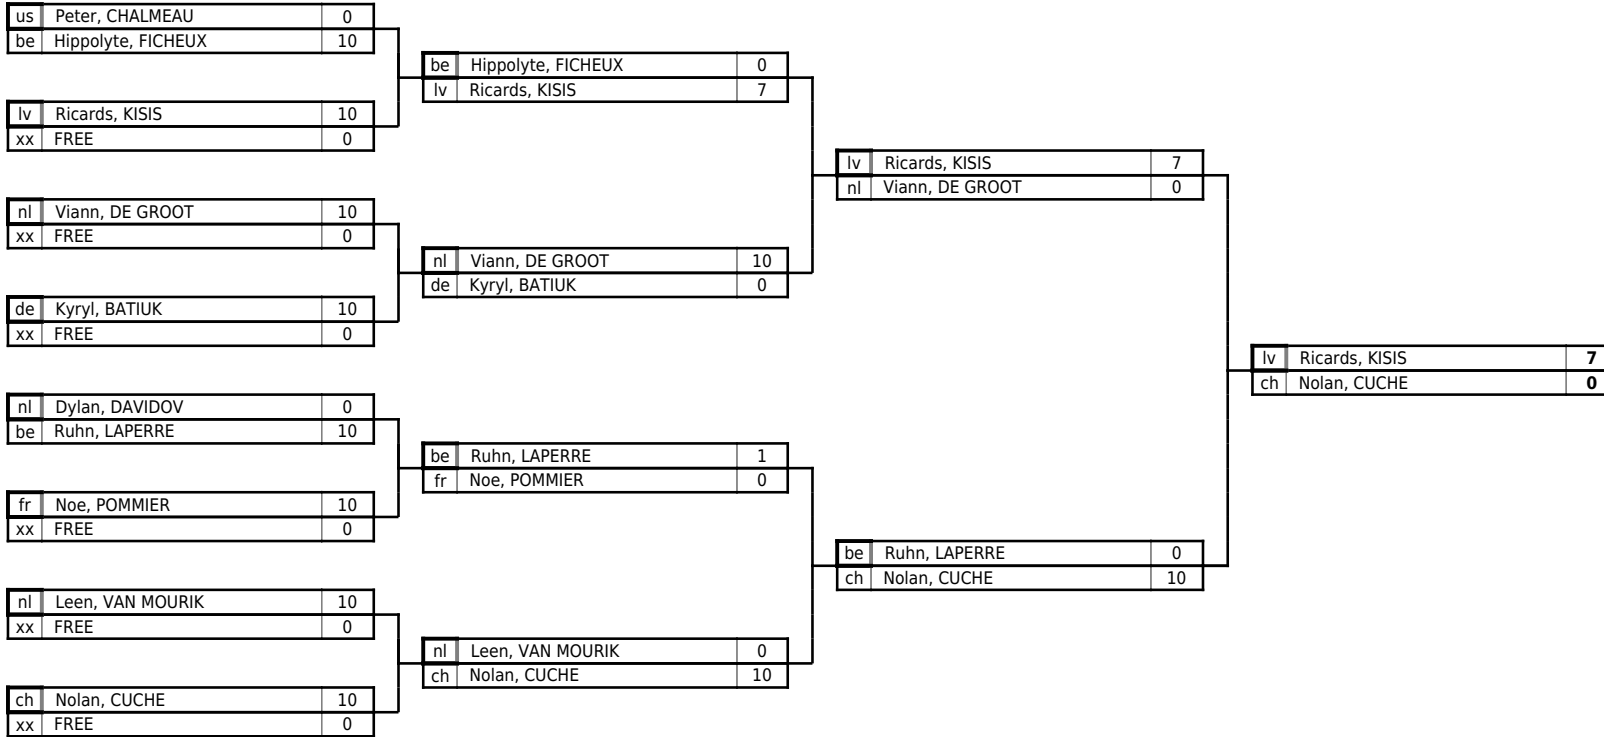 us Peter, CHALMEAU 0
be Hippolyte, FICHEUX 10
lv Ricards, KISIS 10
xx FREE 0
nl Viann, DE GROOT 10
xx FREE 0
de Kyryl, BATIUK 10
xx FREE 0
nl Dylan, DAVIDOV 0
be Ruhn, LAPERRE 10
fr Noe, POMMIER 10
xx FREE 0
nl Leen, VAN MOURIK 10
xx FREE 0
ch Nolan, CUCHE 10
xx FREE 0
be Hippolyte, FICHEUX 0
lv Ricards, KISIS 7
nl Viann, DE GROOT 10
de Kyryl, BATIUK 0
be Ruhn, LAPERRE 1
fr Noe, POMMIER 0
nl Leen, VAN MOURIK 0
ch Nolan, CUCHE 10
lv Ricards, KISIS 7
nl Viann, DE GROOT 0
be Ruhn, LAPERRE 0
ch Nolan, CUCHE 10
lv Ricards, KISIS 7
ch Nolan, CUCHE 0